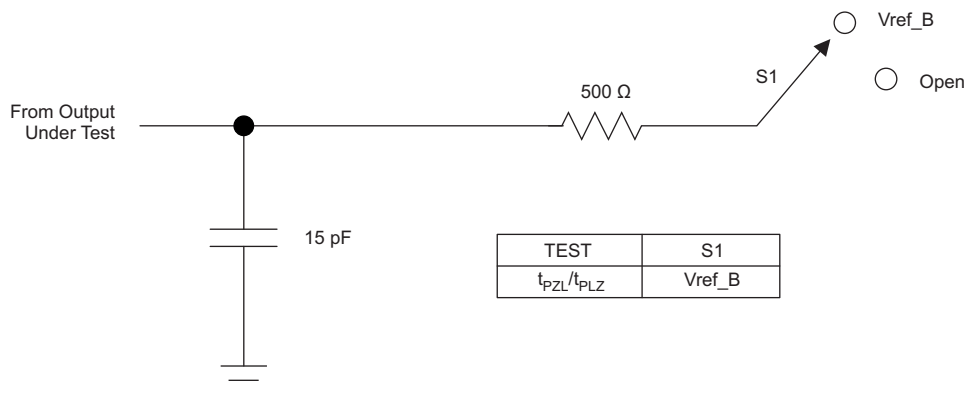 Vref_B
S1
Open
500 Ω
From Output
Under Test
15 pF
TEST S1
tPZL/tPLZ Vref_B